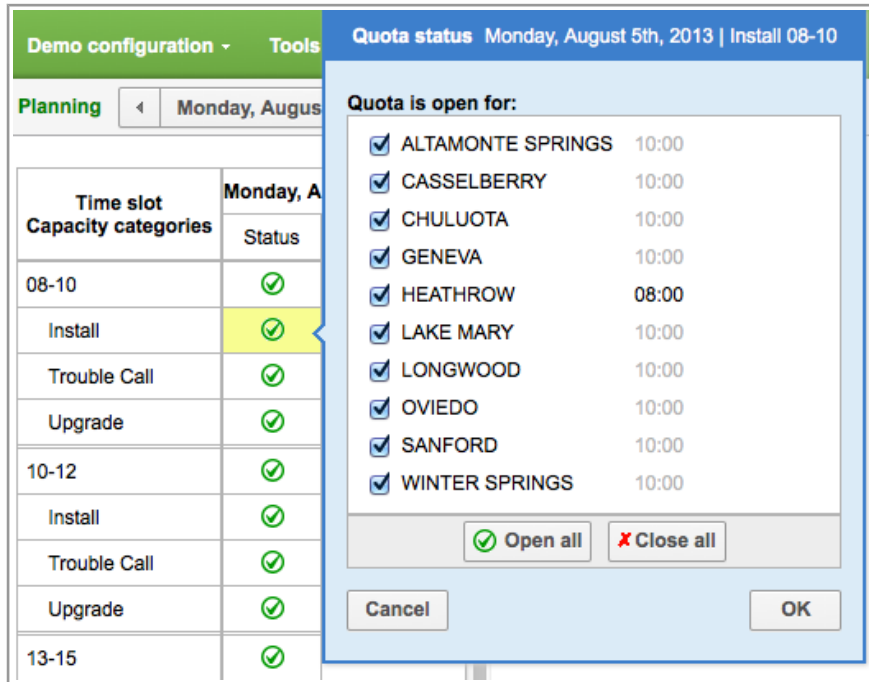 Demo configuration Tools
Planning Monday, Augus
Time slot
Capacity categories
Monday, A
Status
08-10
Install
Trouble Call
Upgrade
10-12
Install
Trouble Call
Upgrade
13-15
Quota status Monday, August 5th, 2013 | Install 08-10
Quota is open for:
ALTAMONTE SPRINGS 10:00
CASSELBERRY 10:00
CHULUOTA 10:00
GENEVA 10:00
HEATHROW 08:00
LAKE MARY 10:00
LONGWOOD 10:00
OVIEDO 10:00
SANFORD 10:00
WINTER SPRINGS 10:00
Open all Close all
Cancel OK